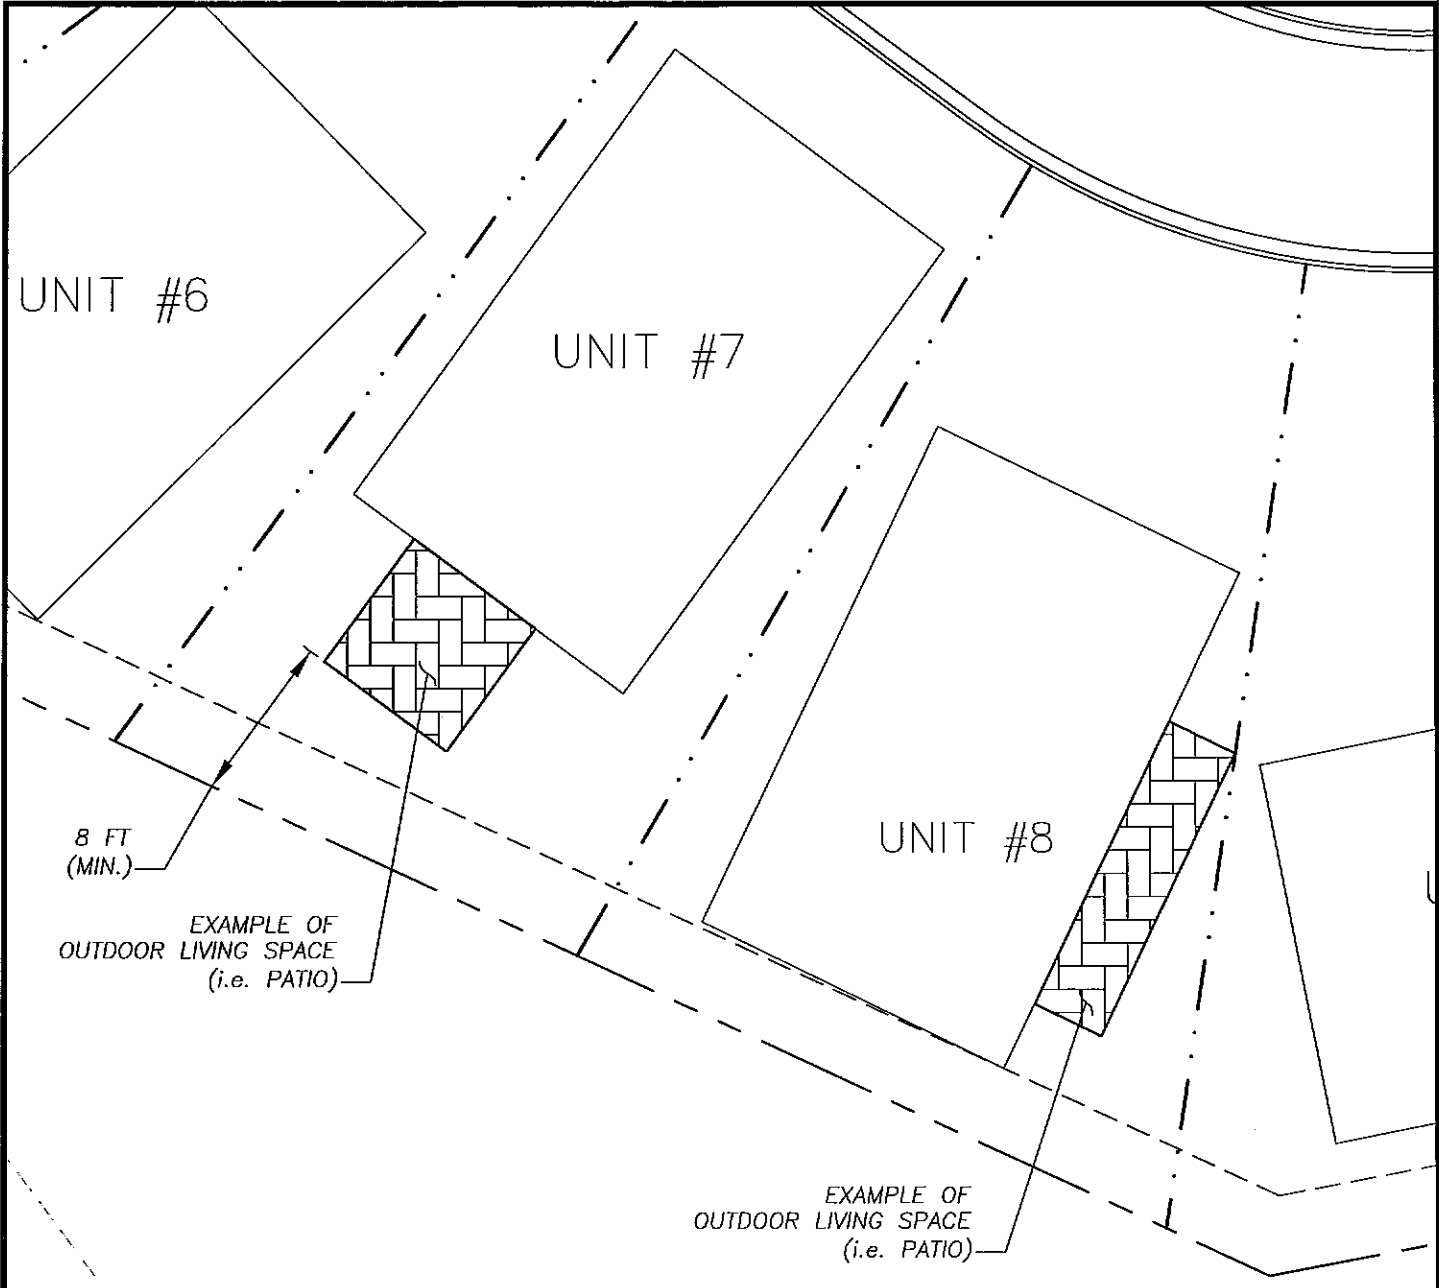 UNIT #6
UNIT #7
UNIT #8
8 FT
(MIN.)
EXAMPLE OF
OUTDOOR LIVING SPACE
(i.e. PATIO)
EXAMPLE OF
OUTDOOR LIVING SPACE
(i.e. PATIO)